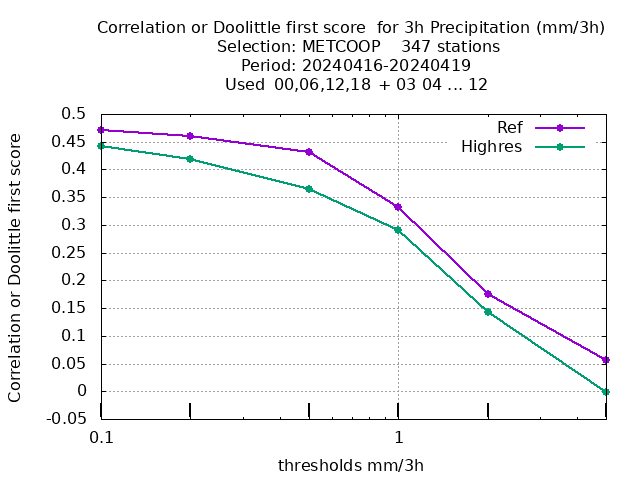 Correlation or Doolittle first score  for 3h Precipitation (mm/3h)
Selection: METCOOP    347 stations
Period: 20240416-20240419
Used  00,06,12,18 + 03 04 ... 12
Ref
Highres
Correlation or Doolittle first score
0.5
0.45
0.4
0.35
0.3
0.25
0.2
0.15
0.1
0.05
0
-0.05
0.1
1
thresholds mm/3h